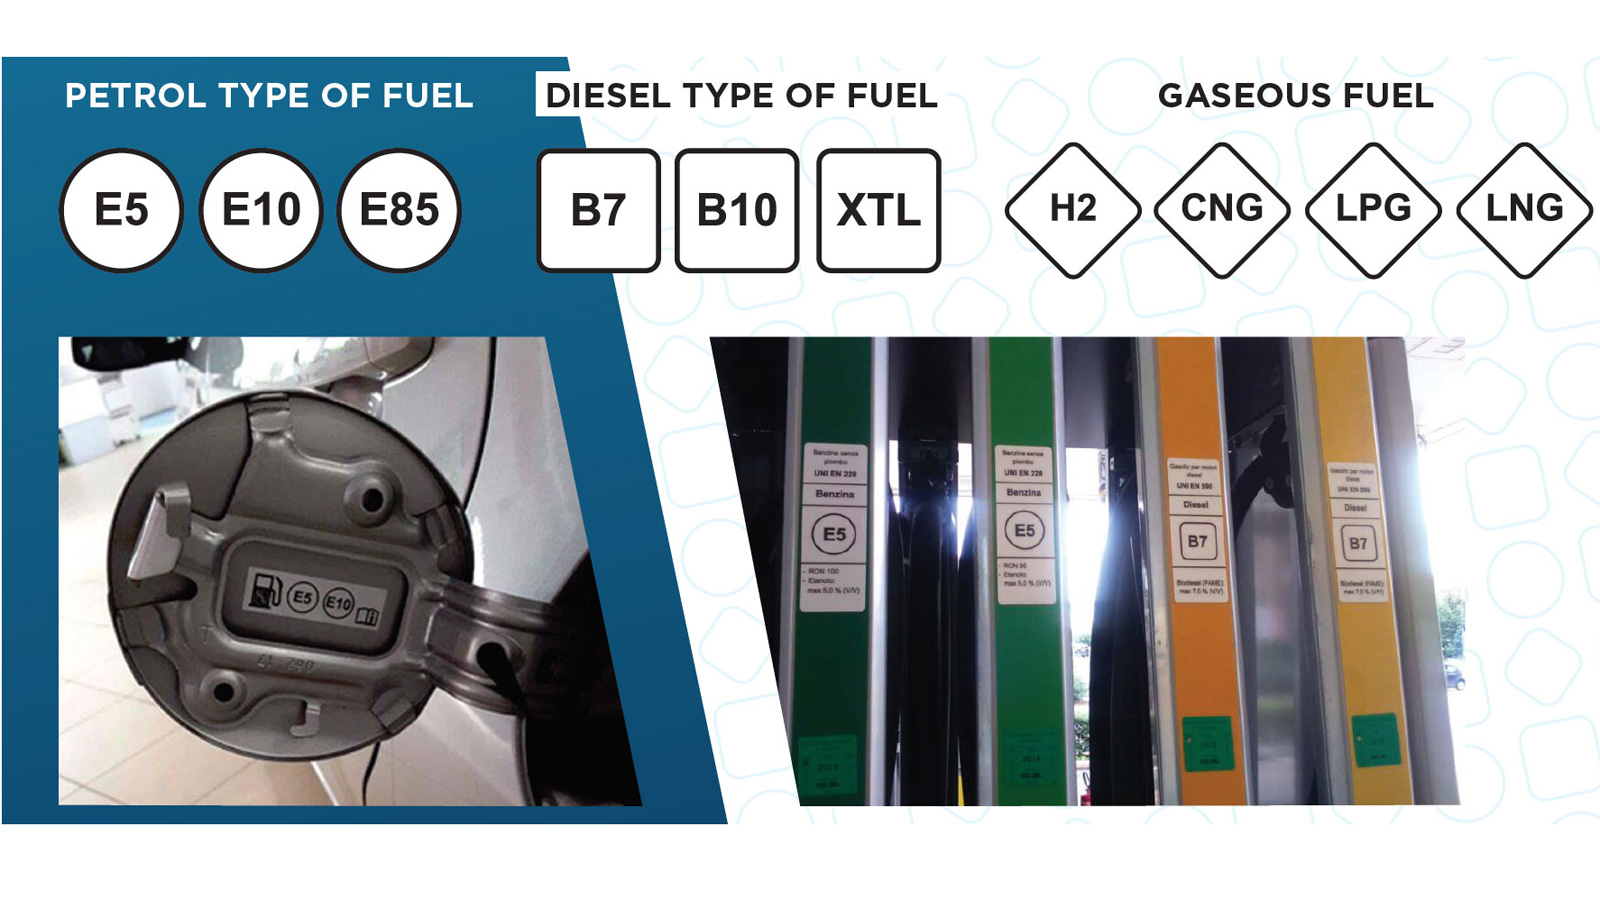 PETROL TYPE OF FUEL
DIESEL TYPE OF FUEL
GASEOUS FUEL
E5
E10
E85
B7
B10
XTL
H2
CNG
LPG
LNG
E5
E10
Benzina senza
piombo
UNI EN 228
Benzina
E5
- RON 100
- Etanolo:
max 5,0 % (V/V)
Benzina senza
piombo
UNI EN 228
Benzina
E5
- RON 95
- Etanolo:
max 5,0 % (V/V)
Gasolio per motori
diesel
UNI EN 590
Diesel
B7
Biodiesel (FAME)
max 7,0 % (V/V)
Gasolio per motori
diesel
UNI EN 590
Diesel
B7
Biodiesel (FAME):
max 7,0 % (V/V)
2019
2019
2019